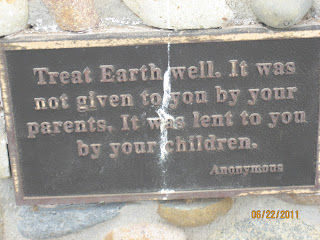 Treat Earth well. It was
not given to you by your
parents. It was lent to you
by your children.
Anonymous
06/22/2011